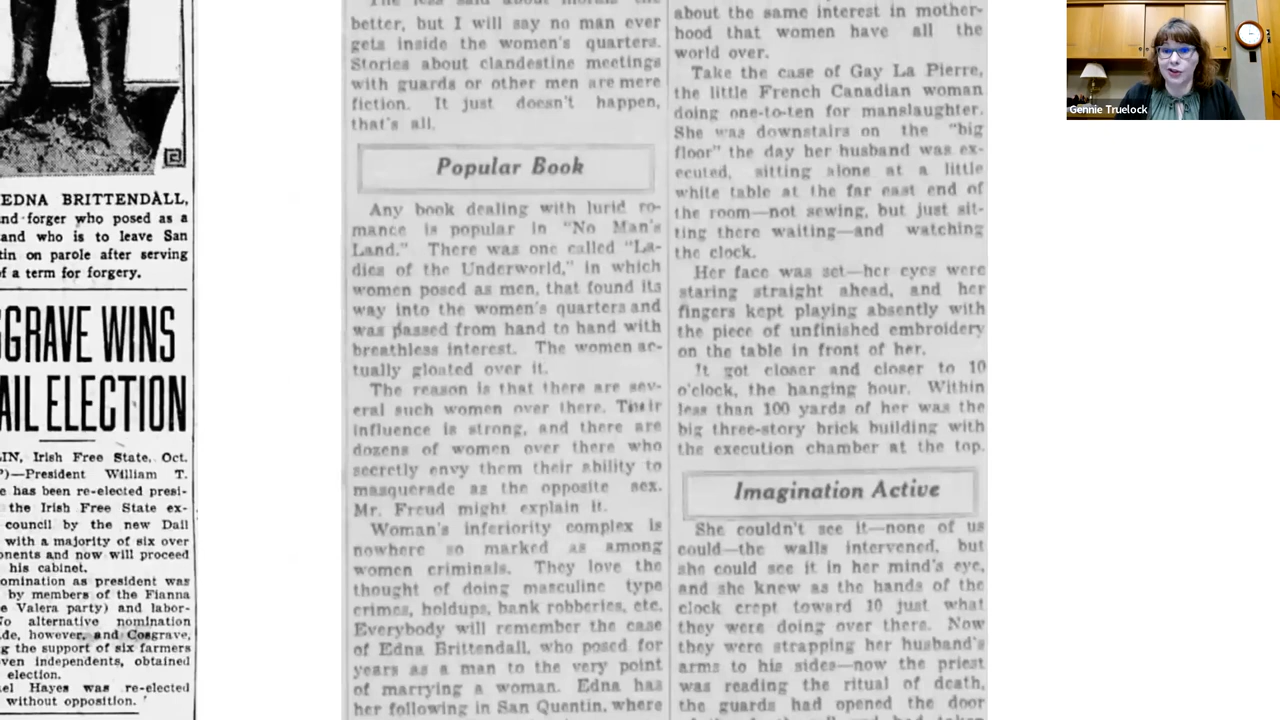 EDNA BRITTENDALL,
nd forger who posed as a
and who is to leave San
tin on parole after serving
f a term for forgery.
GRAVE WINS
AIL ELECTION
LIN, Irish Free State, Oct.
)—President William T.
e has been re-elected presi-
the Irish Free State ex-
council by the new Dail
with a majority of six over
onents and now will proceed
his cabinet.
omination as president was
by members of the Fianna
e Valera party) and labor-
o alternative nomination
de, however, and Cosgrave,
g the support of six farmers
ven independents, obtained
election.
el Hayes was re-elected
without opposition.
The less said about morals the
better, but I will say no man ever
gets inside the women's quarters.
Stories about clandestine meetings
with guards or other men are mere
fiction. It just doesn't happen,
that's all.
Popular Book
Any book dealing with lurid ro-
mance is popular in "No Man's
Land." There was one called "La-
dies of the Underworld," in which
women posed as men, that found its
way into the women's quarters and
was passed from hand to hand with
breathless interest. The women ac-
tually gloated over it.
The reason is that there are sev-
eral such women over there. Their
influence is strong, and there are
dozens of women over there who
secretly envy them their ability to
masquerade as the opposite sex.
Mr. Freud might explain it.
Woman's inferiority complex is
nowhere so marked as among
women criminals. They love the
thought of doing masculine type
crimes, holdups, bank robberies, etc.
Everybody will remember the case
of Edna Brittendall, who posed for
years as a man to the very point
of marrying a woman. Edna has
her following in San Quentin, where
about the same interest in mother-
hood that women have all the
world over.
Take the case of Gay La Pierre,
the little French Canadian woman
doing one-to-ten for manslaughter.
She was downstairs on the "big
floor" the day her husband was ex-
ecuted, sitting alone at a little
white table at the far east end of
the room—not sewing, but just sit-
ting there waiting—and watching
the clock.
Her face was set—her eyes were
staring straight ahead, and her
fingers kept playing absently with
the piece of unfinished embroidery
on the table in front of her.
It got closer and closer to 10
o'clock, the hanging hour. Within
less than 100 yards of her was the
big three-story brick building with
the execution chamber at the top.
Imagination Active
She couldn't see it—none of us
could—the walls intervened, but
she could see it in her mind's eye,
and she knew as the hands of the
clock crept toward 10 just what
they were doing over there. Now
they were strapping her husband's
arms to his sides—now the priest
was reading the ritual of death,
the guards had opened the door
Gennie Truelock